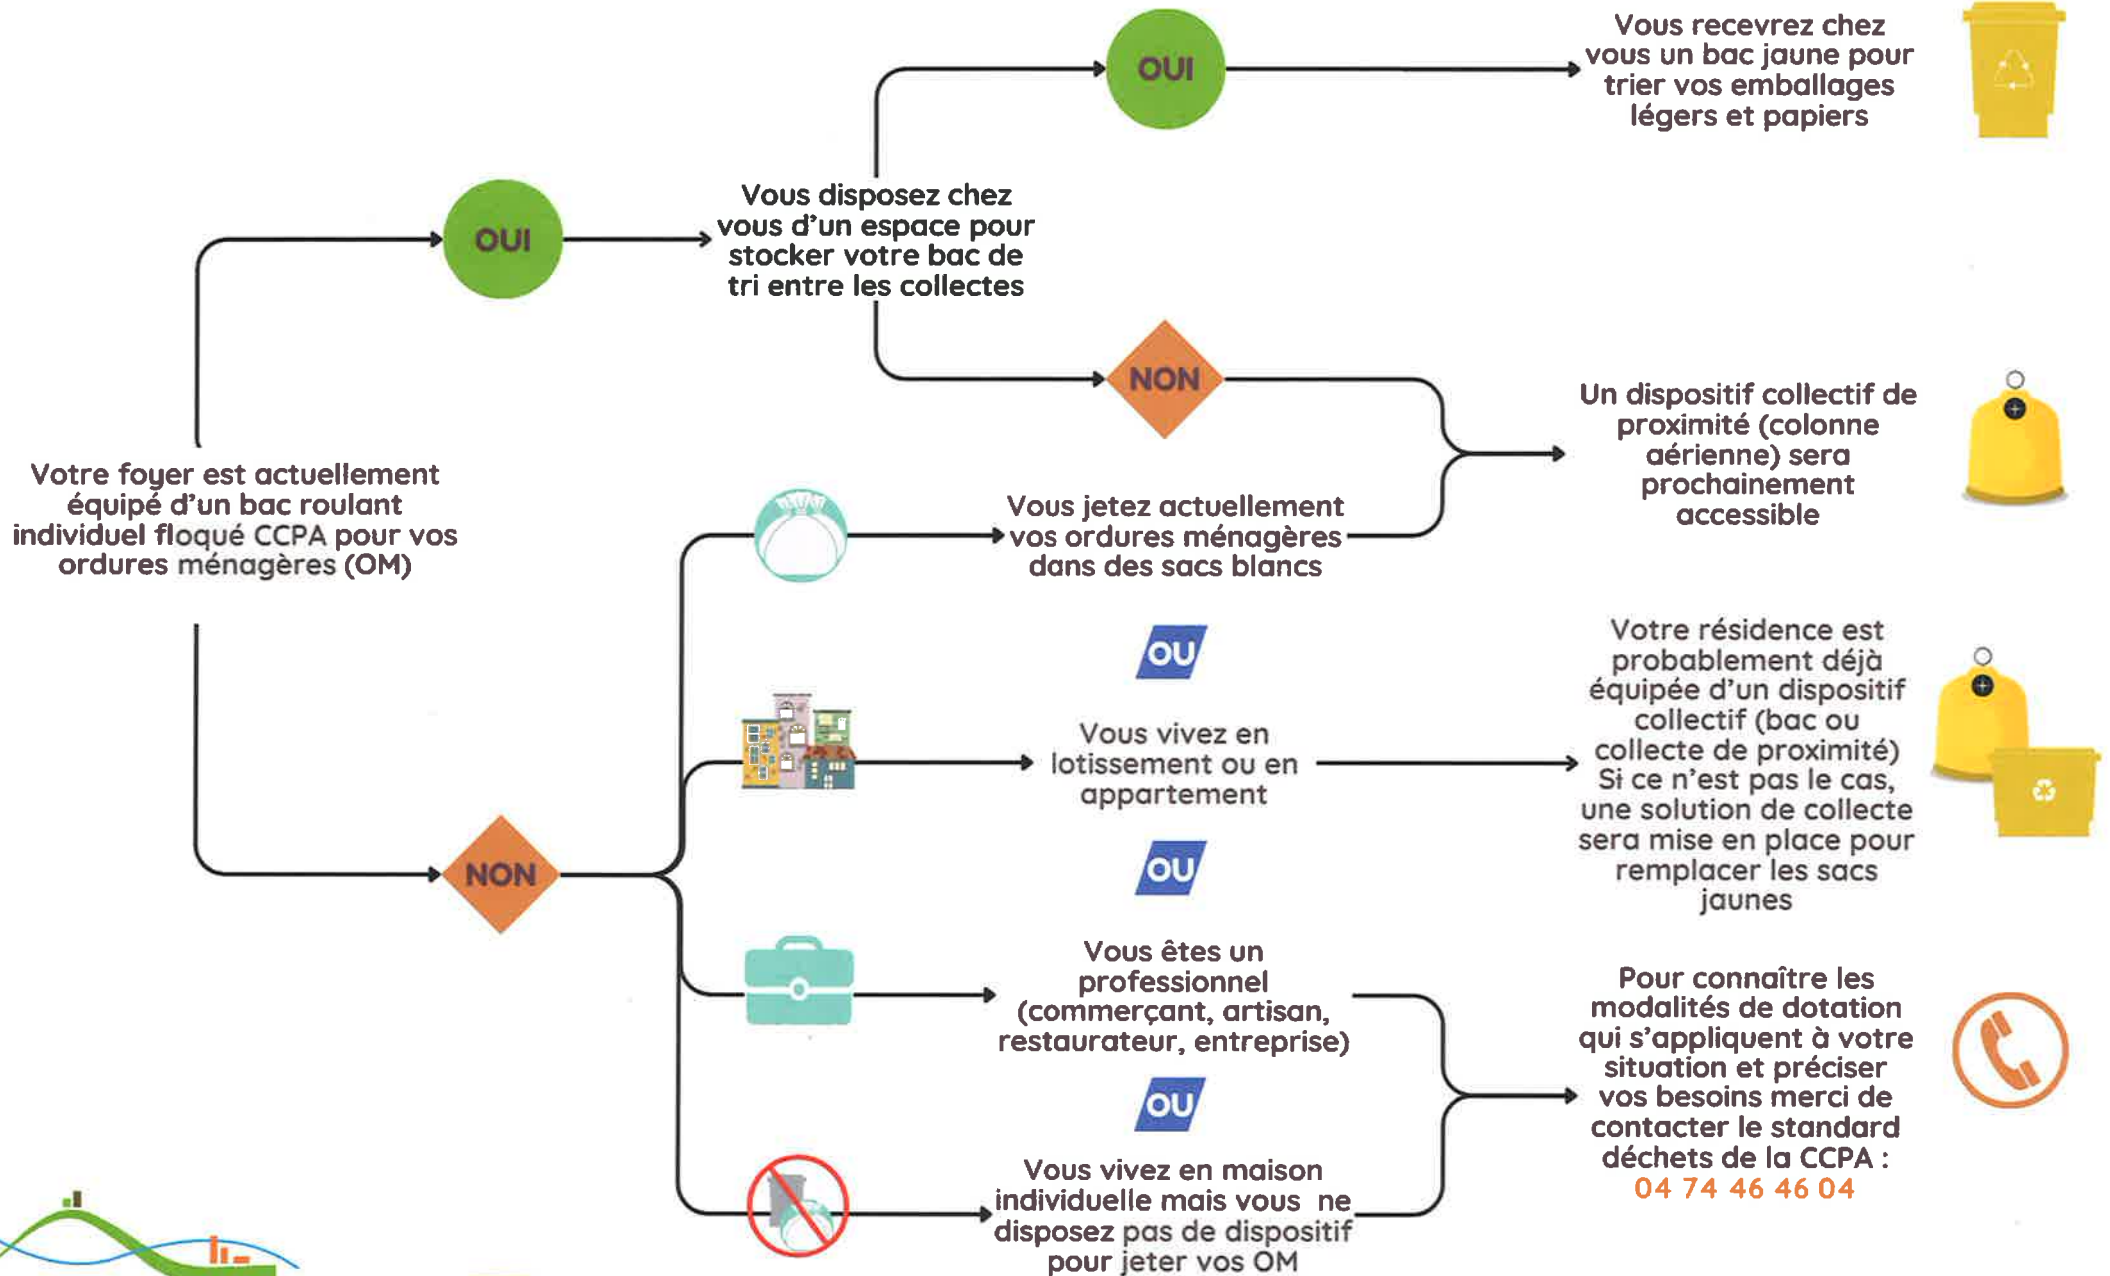 Votre foyer est actuellement
équipé d'un bac roulant
individuel floqué CCPA pour vos
ordures ménagères (OM)
OUI
Vous disposez chez
vous d'un espace pour
stocker votre bac de
tri entre les collectes
OUI
Vous recevrez chez
vous un bac jaune pour
trier vos emballages
légers et papiers
NON
Un dispositif collectif de
proximité (colonne
aérienne) sera
prochainement
accessible
NON
Vous jetez actuellement
vos ordures ménagères
dans des sacs blancs
OU
Vous vivez en
lotissement ou en
appartement
Votre résidence est
probablement déjà
équipée d'un dispositif
collectif (bac ou
collecte de proximité)
Si ce n'est pas le cas,
une solution de collecte
sera mise en place pour
remplacer les sacs
jaunes
OU
Vous êtes un
professionnel
(commerçant, artisan,
restaurateur, entreprise)
OU
Vous vivez en maison
individuelle mais vous ne
disposez pas de dispositif
pour jeter vos OM
Pour connaître les
modalités de dotation
qui s'appliquent à votre
situation et préciser
vos besoins merci de
contacter le standard
déchets de la CCPA :
04 74 46 46 04